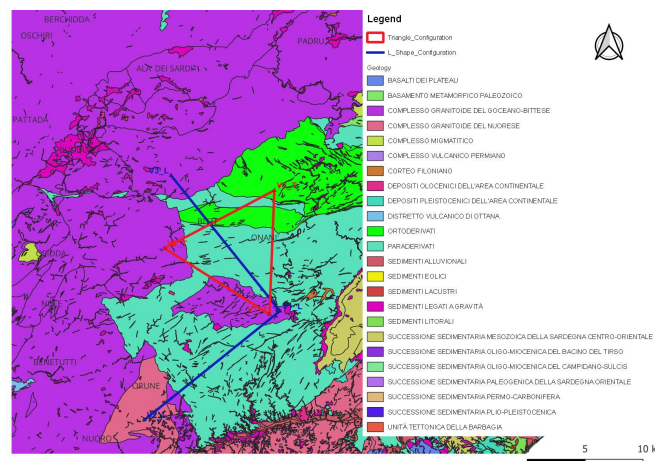 BERCHIDDA
OSCHIRI
PADRU
ALA' DEI SARDI
PATTADA
V3_L
ONANI
ORUNE
NUORO
BENETUTTI
Legend
Triangle_Configuration
L_Shape_Configuration
Geology
BASALTI DEI PLATEAU
BASAMENTO METAMORFICO PALEOZOICO
COMPLESSO GRANITOIDE DEL GOCEANO-BITTESE
COMPLESSO GRANITOIDE DEL NUORESE
COMPLESSO MIGMATITICO
COMPLESSO VULCANICO PERMIANO
CORTEO FILONIANO
DEPOSITI OLOCENICI DELL'AREA CONTINENTALE
DEPOSITI PLEISTOCENICI DELL'AREA CONTINENTALE
DISTRETTO VULCANICO DI OTTANA
ORTODERIVATI
PARADERIVATI
SEDIMENTI ALLUVIONALI
SEDIMENTI EOLICI
SEDIMENTI LACUSTRI
SEDIMENTI LEGATI A GRAVITÀ
SEDIMENTI LITORALI
SUCCESSIONE SEDIMENTARIA MESOZOICA DELLA SARDEGNA CENTRO-ORIENTALE
SUCCESSIONE SEDIMENTARIA OLIGO-MIOCENICA DEL BACINO DEL TIRSO
SUCCESSIONE SEDIMENTARIA OLIGO-MIOCENICA DEL CAMPIDANO-SULCIS
SUCCESSIONE SEDIMENTARIA PALEOGENICA DELLA SARDEGNA ORIENTALE
SUCCESSIONE SEDIMENTARIA PERMO-CARBONIFERA
SUCCESSIONE SEDIMENTARIA PLIO-PLEISTOCENICA
UNITÀ TETTONICA DELLA BARBAGIA
5 10 k